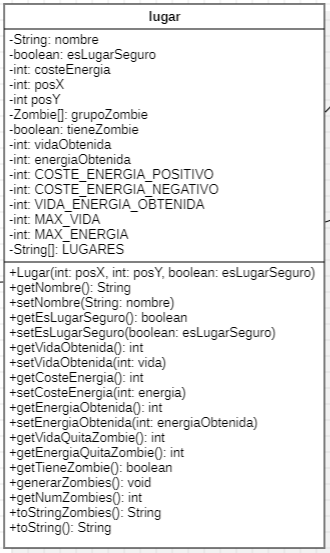 lugar
-String: nombre
-boolean: esLugarSeguro
-int: costeEnergia
-int: posX
-int posY
-Zombie[]: grupoZombie
-boolean: tieneZombie
-int: vidaObtenida
-int: energiaObtenida
-int: COSTE_ENERGIA_POSITIVO
-int: COSTE_ENERGIA_NEGATIVO
-int: VIDA_ENERGIA_OBTENIDA
-int: MAX_VIDA
-int: MAX_ENERGIA
-String[]: LUGARES
+Lugar(int: posX, int: posY, boolean: esLugarSeguro)
+getNombre(): String
+setNombre(String: nombre)
+getEsLugarSeguro(): boolean
+setEsLugarSeguro(boolean: esLugarSeguro)
+getVidaObtenida(): int
+setVidaObtenida(int: vida)
+getCosteEnergia(): int
+setCosteEnergia(int: energia)
+getEnergiaObtenida(): int
+setEnergiaObtenida(int: energiaObtenida)
+getVidaQuitaZombie(): int
+getEnergiaQuitaZombie(): int
+getTieneZombie(): boolean
+generarZombies(): void
+getNumZombies(): int
+toStringZombies(): String
+toString(): String